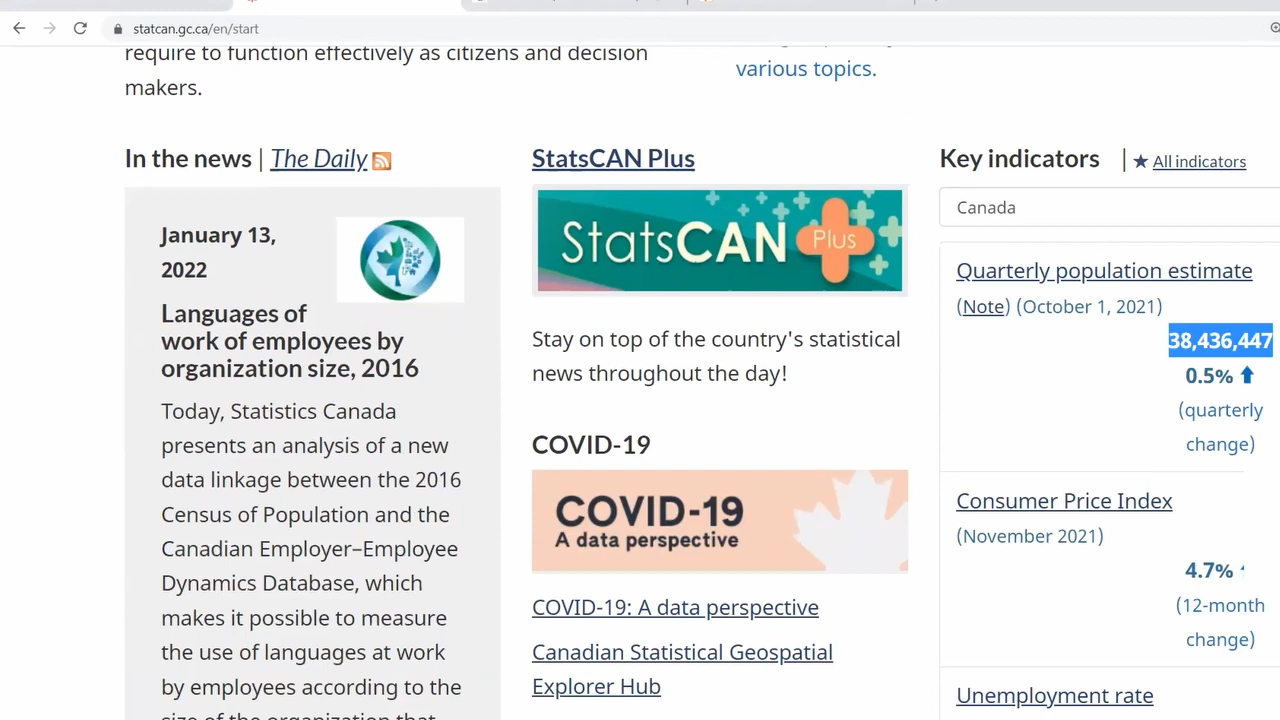 statcan.gc.ca/en/start
require to function effectively as citizens and decision
makers.
various topics.
In the news | The Daily
January 13,
2022
Languages of
work of employees by
organization size, 2016
Today, Statistics Canada
presents an analysis of a new
data linkage between the 2016
Census of Population and the
Canadian Employer–Employee
Dynamics Database, which
makes it possible to measure
the use of languages at work
by employees according to the
size of the organization that
StatsCAN Plus
StatsCAN Plus
Stay on top of the country's statistical
news throughout the day!
COVID-19
COVID-19
A data perspective
COVID-19: A data perspective
Canadian Statistical Geospatial
Explorer Hub
Key indicators | ★ All indicators
Canada
Quarterly population estimate
(Note) (October 1, 2021)
38,436,447
0.5%
(quarterly
change)
Consumer Price Index
(November 2021)
4.7%
(12-month
change)
Unemployment rate